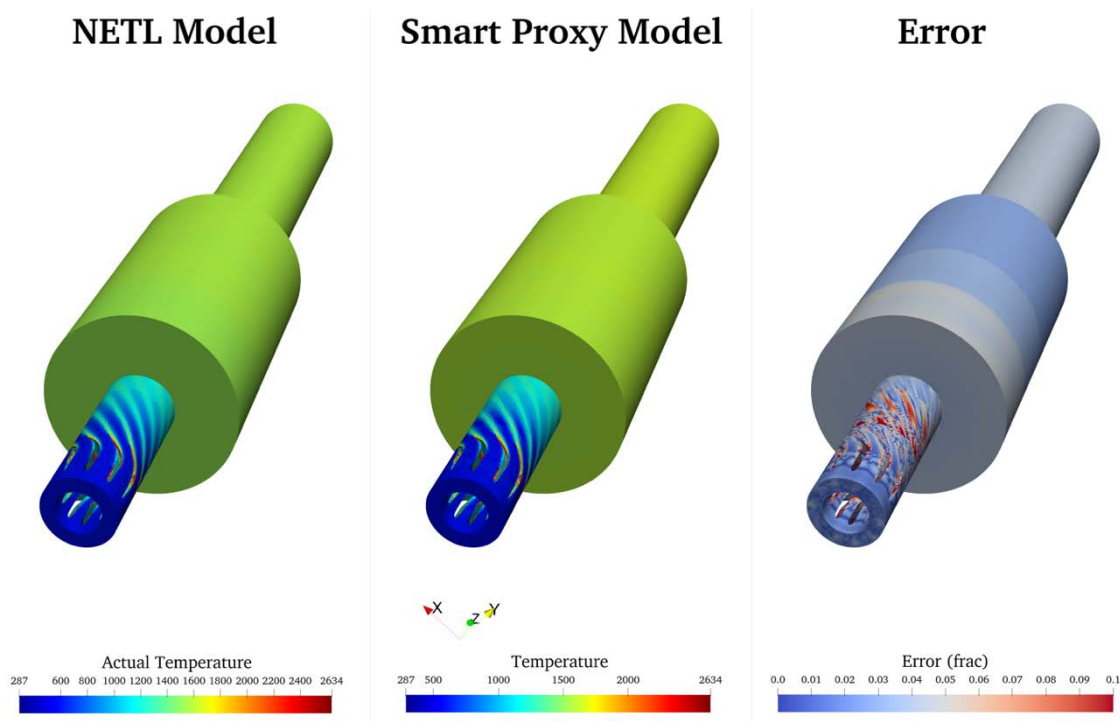 NETL Model
Smart Proxy Model
Error
X
Z
Y
Actual Temperature
287 600 800 1000 1200 1400 1600 1800 2000 2200 2400 2634
Temperature
287 500 1000 1500 2000 2634
Error (frac)
0.0 0.01 0.02 0.03 0.04 0.05 0.06 0.07 0.08 0.09 0.1